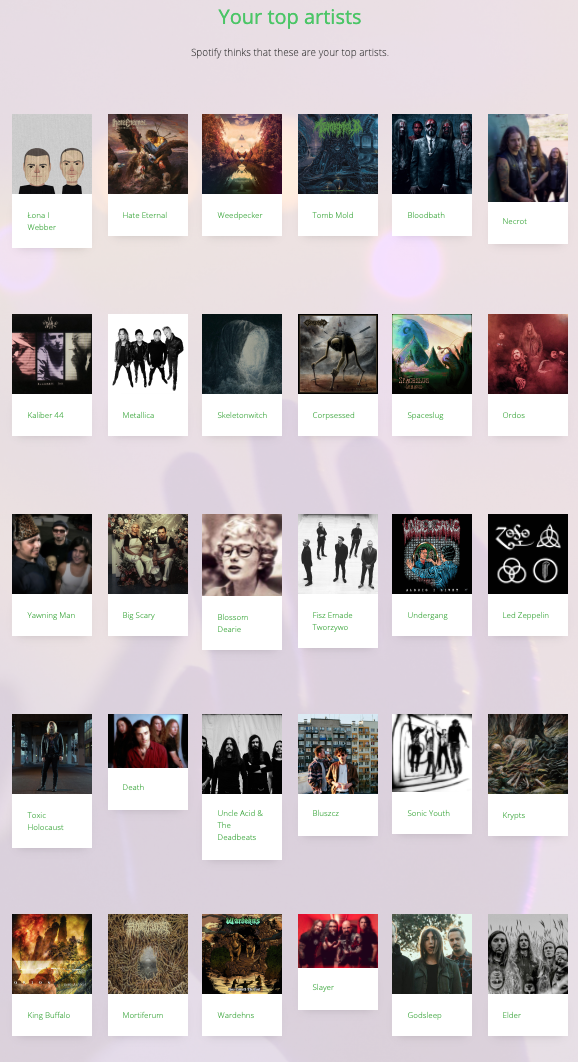 Your top artists
Spotify thinks that these are your top artists.
Łona I
Webber
Hate Eternal
Weedpecker
Tomb Mold
Bloodbath
Necrot
Kaliber 44
Metallica
Skeletonwitch
Corpsessed
Spaceslug
Ordos
Yawning Man
Big Scary
Blossom
Dearie
Fisz Emade
Tworzywo
Undergang
Led Zeppelin
Toxic
Holocaust
Death
Uncle Acid &
The
Deadbeats
Błuszcz
Sonic Youth
Krypts
King Buffalo
Mortiferum
Wardehns
Slayer
Godsleep
Elder